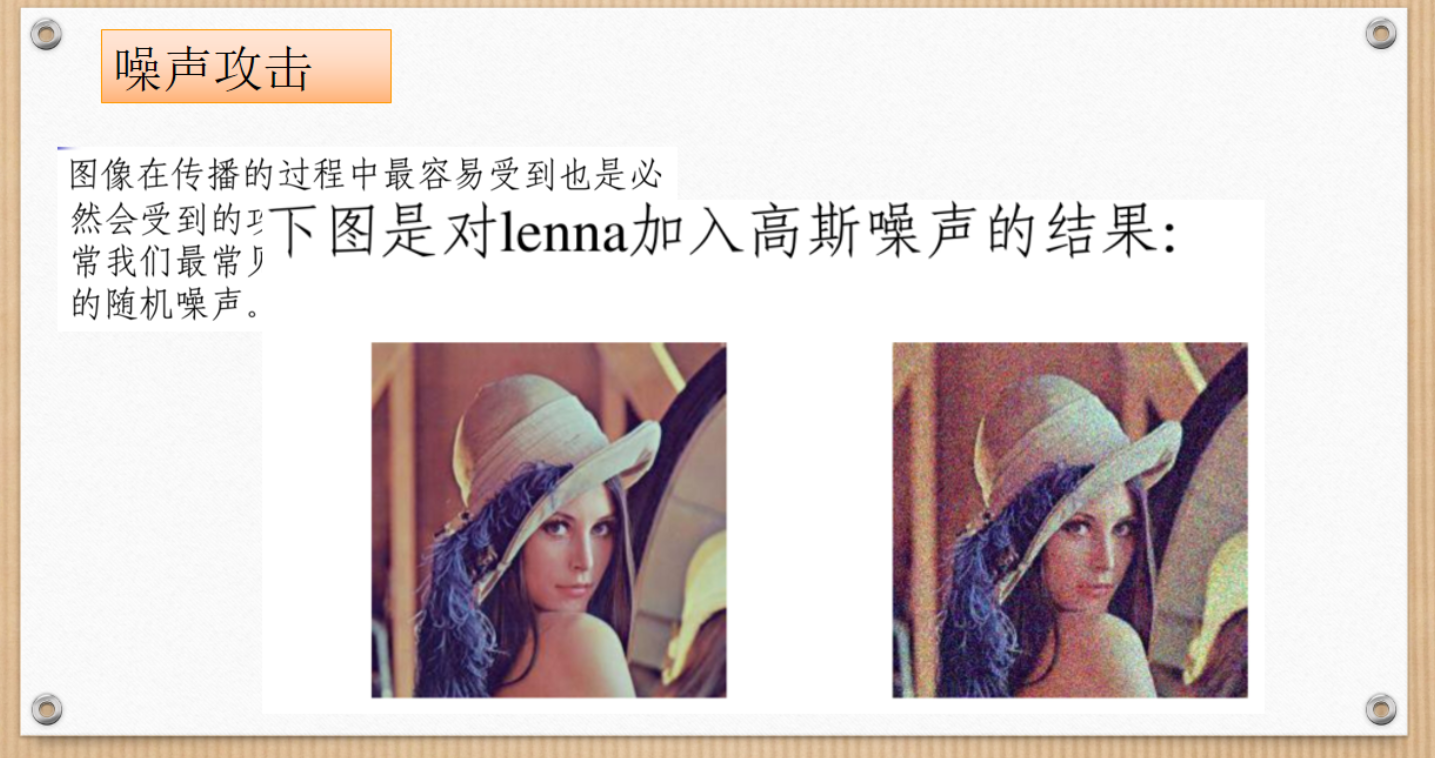 噪声攻击
图像在传播的过程中最容易受到也是必
然会受到的
常我们最常
的随机噪声。
下图是对lenna加入高斯噪声的结果: